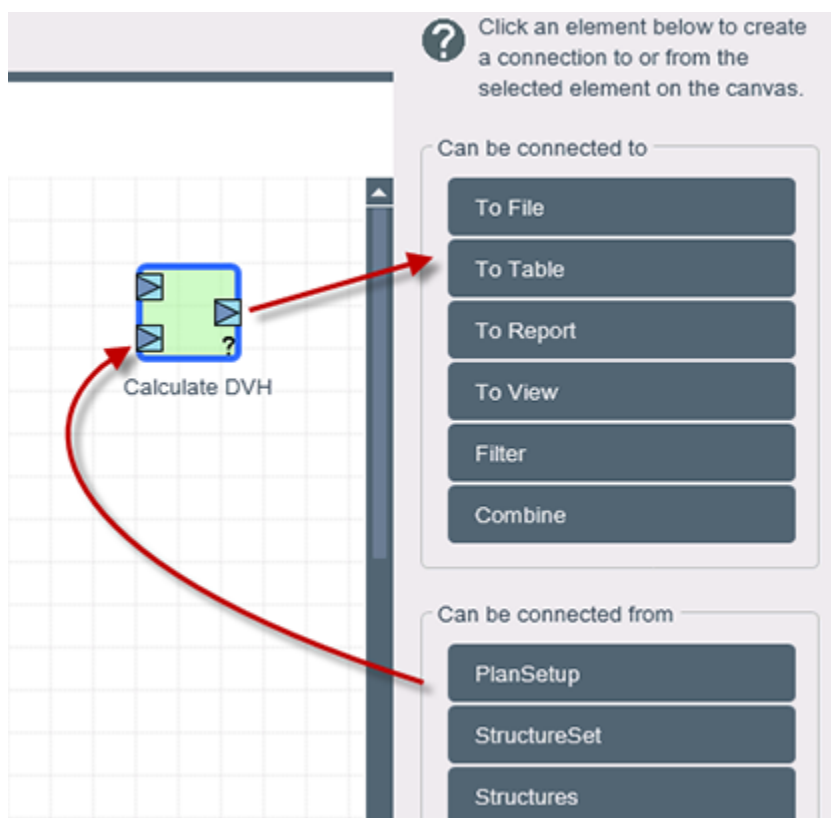 ?
Click an element below to create
a connection to or from the
selected element on the canvas.
Can be connected to
To File
To Table
To Report
To View
Filter
Combine
?
Calculate DVH
Can be connected from
PlanSetup
StructureSet
Structures